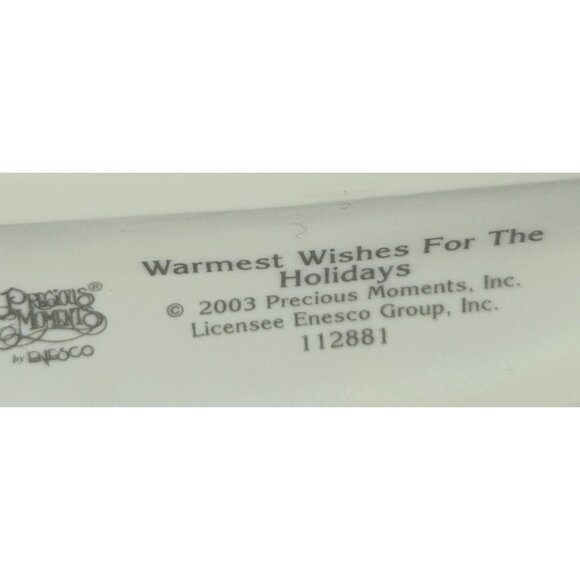 Precious®
Moments
by ENESCO
Warmest Wishes For The
Holidays
© 2003 Precious Moments, Inc.
Licensee Enesco Group, Inc.
112881